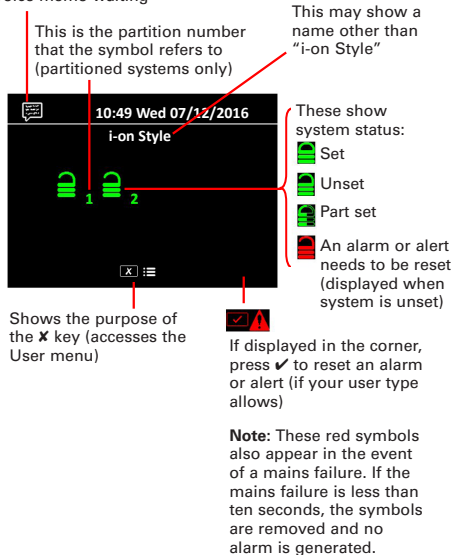 This may show a
name other than
“i-on Style”
This is the partition number
that the symbol refers to
(partitioned systems only)
10:49 Wed 07/12/2016
i-on Style
1 2
X
These show
system status:
Set
Unset
Part set
An alarm or alert
needs to be reset
(displayed when
system is unset)
Shows the purpose of
the ✘ key (accesses the
User menu)
If displayed in the corner,
press ✔ to reset an alarm
or alert (if your user type
allows)
Note: These red symbols
also appear in the event
of a mains failure. If the
mains failure is less than
ten seconds, the symbols
are removed and no
alarm is generated.